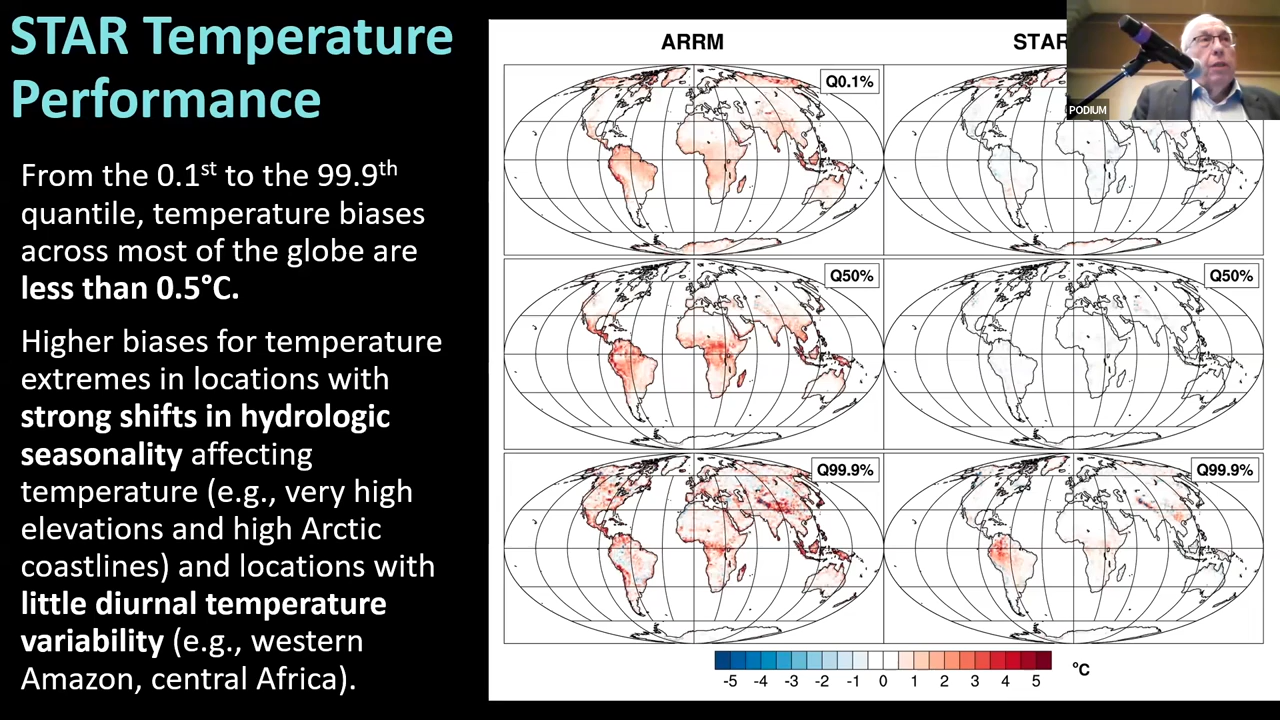 STAR Temperature
Performance
From the 0.1st to the 99.9th
quantile, temperature biases
across most of the globe are
less than 0.5°C.
Higher biases for temperature
extremes in locations with
strong shifts in hydrologic
seasonality affecting
temperature (e.g., very high
elevations and high Arctic
coastlines) and locations with
little diurnal temperature
variability (e.g., western
Amazon, central Africa).
ARRM
STAR
PODIUM
Q0.1%
Q50%
Q50%
Q99.9%
Q99.9%
-5 -4 -3 -2 -1 0 1 2 3 4 5
°C